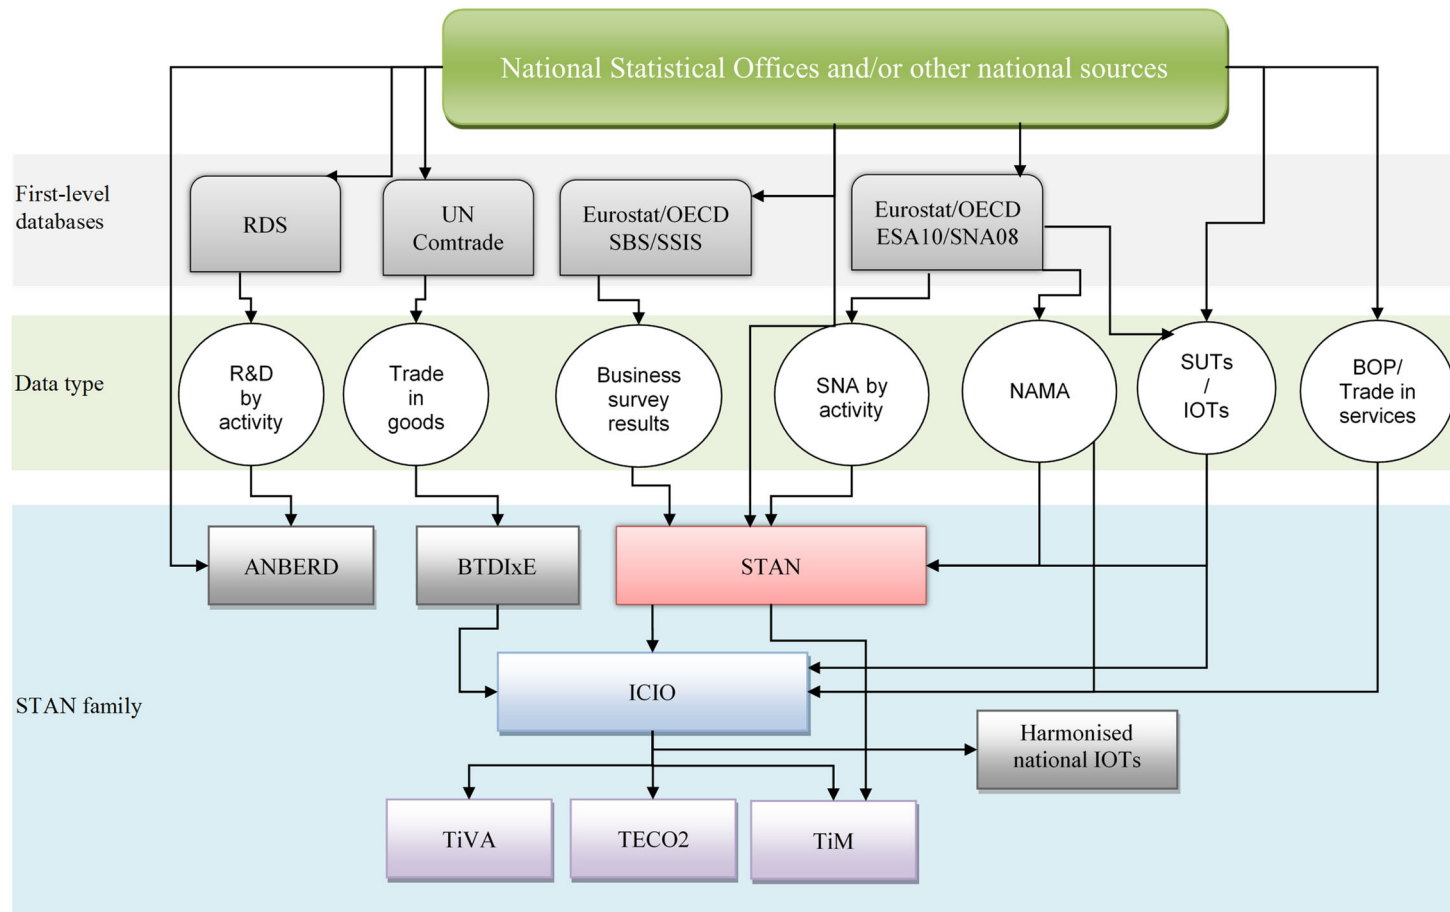 National Statistical Offices and/or other national sources
First-level
databases
RDS
UN
Comtrade
Eurostat/OECD
SBS/SSIS
Eurostat/OECD
ESA10/SNA08
Data type
R&D
by
activity
Trade
in
goods
Business
survey
results
SNA by
activity
NAMA
SUTs
/
IOTs
BOP/
Trade in
services
STAN family
ANBERD
BTDIxE
STAN
ICIO
Harmonised
national IOTs
TiVA
TECO2
TiM